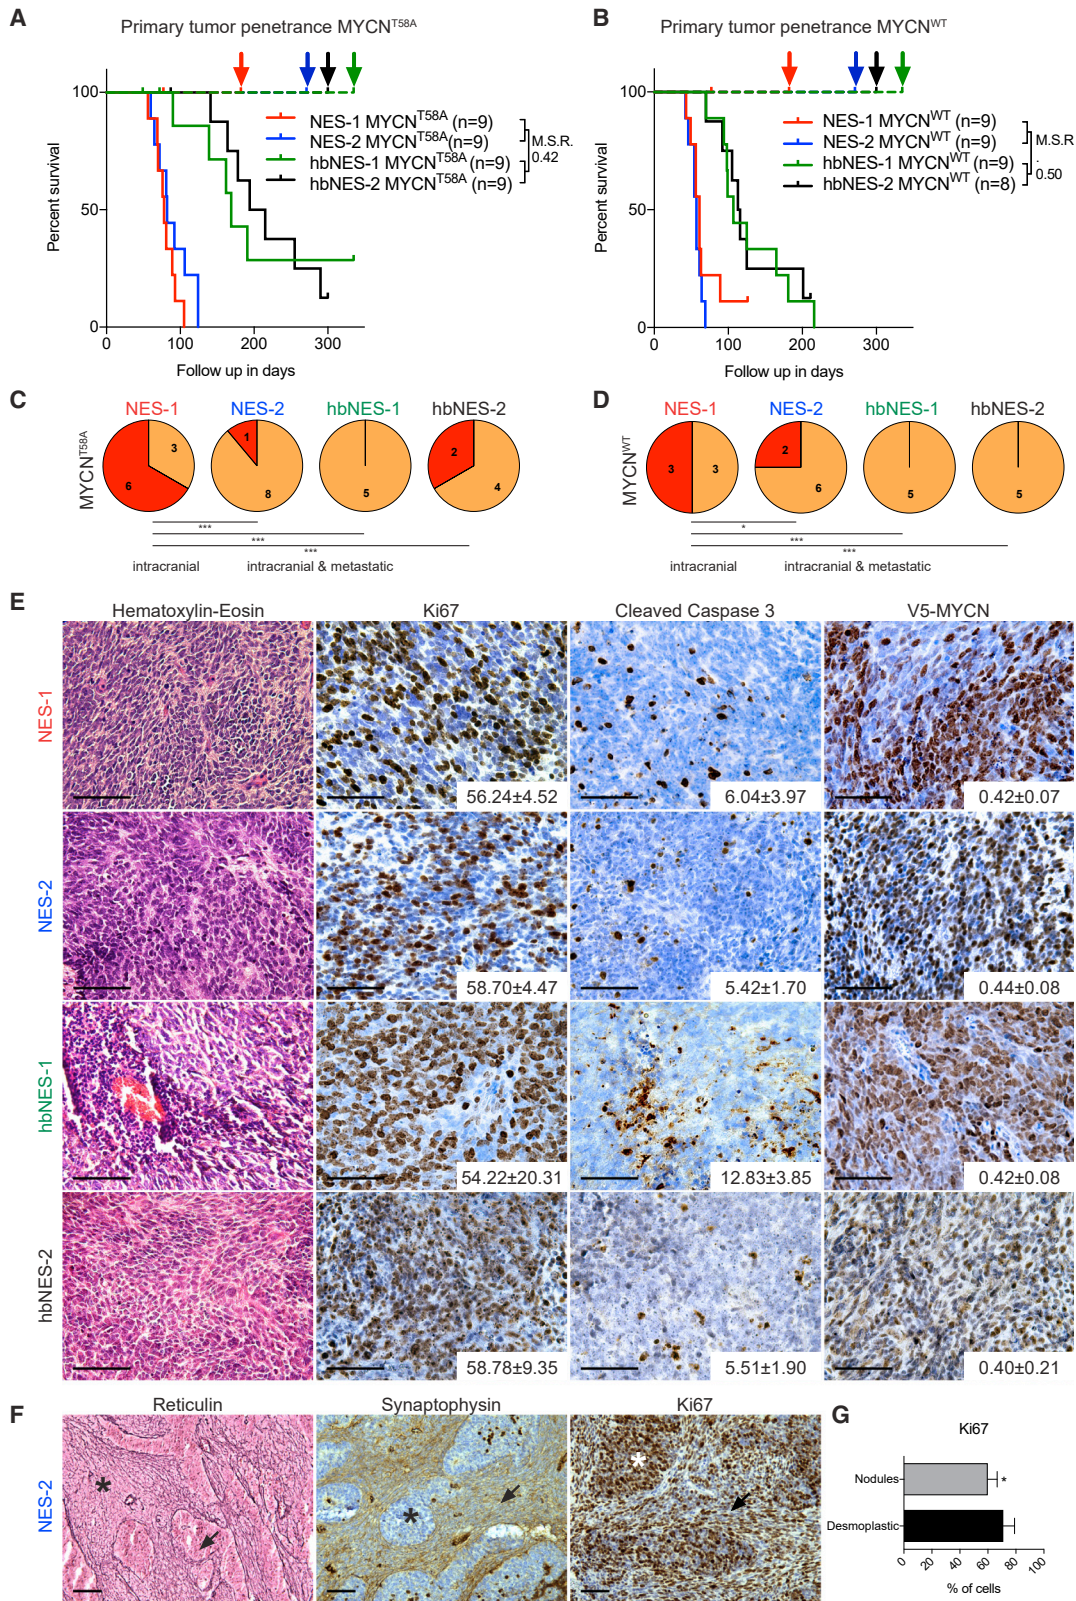 A
Primary tumor penetrance MYCN^T58A
100
50
0
0 100 200 300
Percent survival
Follow up in days
NES-1 MYCN^T58A (n=9)
NES-2 MYCN^T58A (n=9)
hbNES-1 MYCN^T58A (n=9)
hbNES-2 MYCN^T58A (n=9)
M.S.R.
0.42
B
Primary tumor penetrance MYCN^WT
100
50
0
0 100 200 300
Percent survival
Follow up in days
NES-1 MYCN^WT (n=9)
NES-2 MYCN^WT (n=9)
hbNES-1 MYCN^WT (n=9)
hbNES-2 MYCN^WT (n=8)
M.S.R
.
0.50
C
MYCN^T58A
NES-1 NES-2 hbNES-1 hbNES-2
3 6 1 8 5 2 4
***
***
***
intracranial intracranial & metastatic
D
MYCN^WT
NES-1 NES-2 hbNES-1 hbNES-2
3 3 2 6 5 5
*
***
***
intracranial intracranial & metastatic
E
Hematoxylin-Eosin Ki67 Cleaved Caspase 3 V5-MYCN
NES-1
56.24±4.52 6.04±3.97 0.42±0.07
NES-2
58.70±4.47 5.42±1.70 0.44±0.08
hbNES-1
54.22±20.31 12.83±3.85 0.42±0.08
hbNES-2
58.78±9.35 5.51±1.90 0.40±0.21
F
Reticulin Synaptophysin Ki67
NES-2
*
*
*
G
Ki67
Nodules
*
Desmoplastic
0 20 40 60 80 100
% of cells